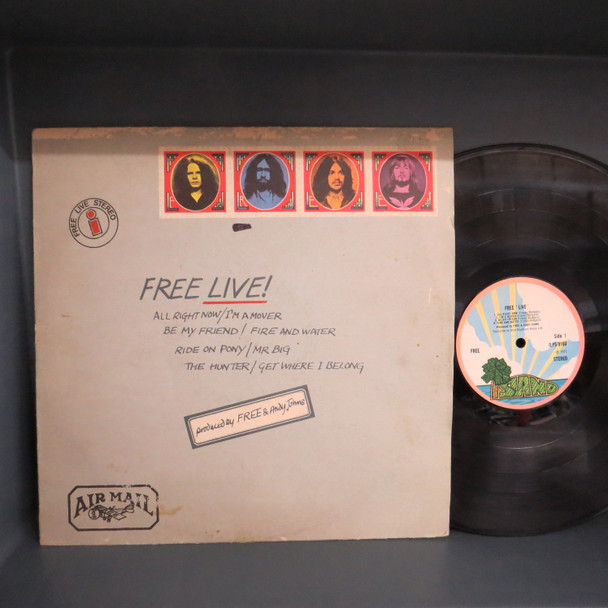 FREE LIVE STEREO
i
FREE LIVE!
ALL RIGHT NOW/I'M A MOVER
BE MY FRIEND/FIRE AND WATER
RIDE ON PONY/MR BIG
THE HUNTER/GET WHERE I BELONG
produced by FREE & Andy Johns
AIR MAIL
FREE 'LIVE'
Side 1
FREE
ILPS 9160
STEREO
ISLAND